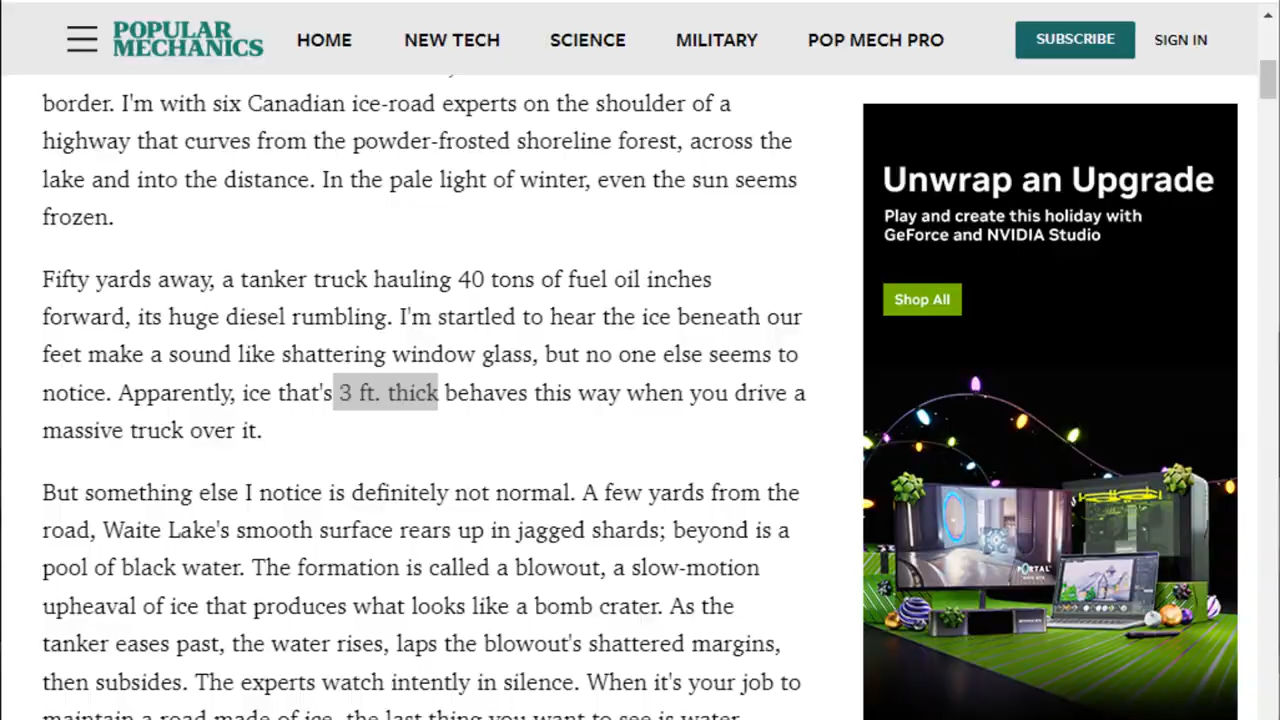 POPULAR
MECHANICS
HOME
NEW TECH
SCIENCE
MILITARY
POP MECH PRO
SUBSCRIBE
SIGN IN
border. I'm with six Canadian ice-road experts on the shoulder of a
highway that curves from the powder-frosted shoreline forest, across the
lake and into the distance. In the pale light of winter, even the sun seems
frozen.
Fifty yards away, a tanker truck hauling 40 tons of fuel oil inches
forward, its huge diesel rumbling. I'm startled to hear the ice beneath our
feet make a sound like shattering window glass, but no one else seems to
notice. Apparently, ice that's 3 ft. thick behaves this way when you drive a
massive truck over it.
But something else I notice is definitely not normal. A few yards from the
road, Waite Lake's smooth surface rears up in jagged shards; beyond is a
pool of black water. The formation is called a blowout, a slow-motion
upheaval of ice that produces what looks like a bomb crater. As the
tanker eases past, the water rises, laps the blowout's shattered margins,
then subsides. The experts watch intently in silence. When it's your job to
maintain a road made of ice, the last thing you want to see is water.
Unwrap an Upgrade
Play and create this holiday with
GeForce and NVIDIA Studio
Shop All
PORTAL